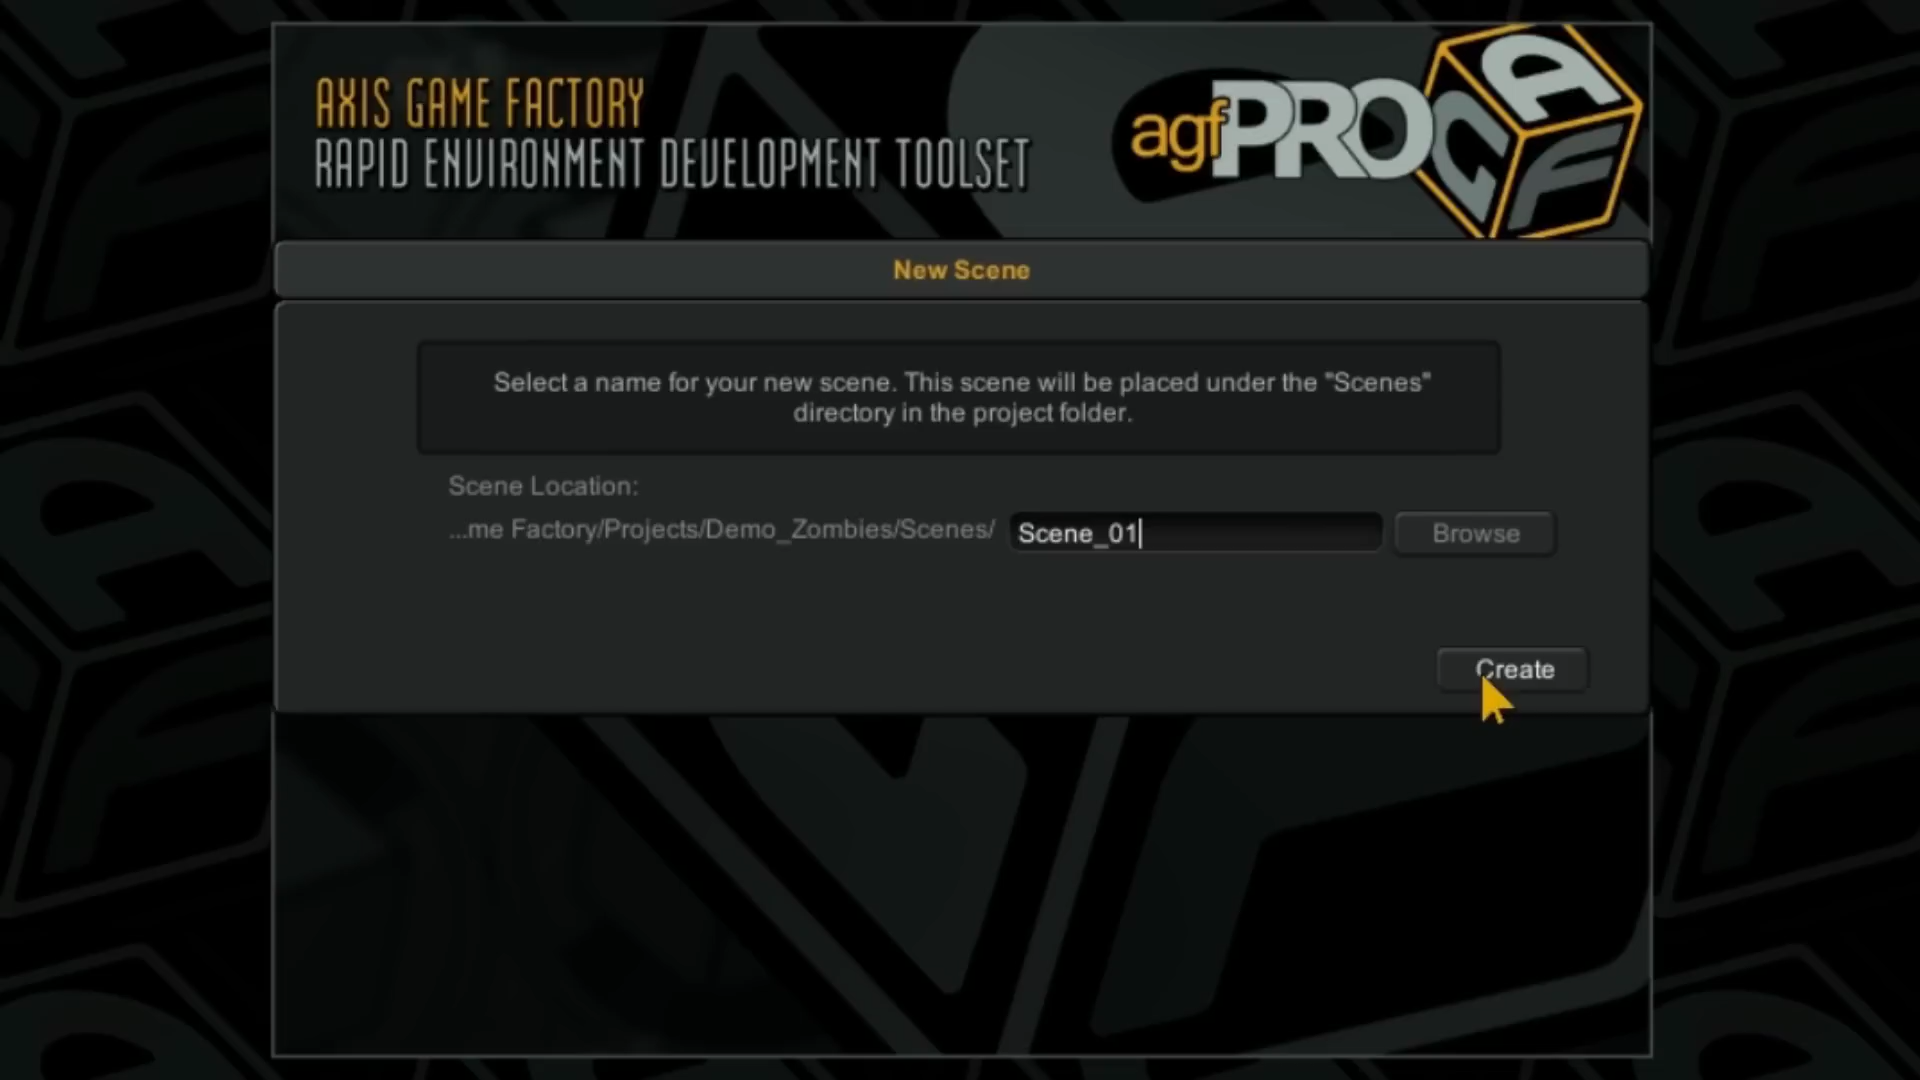 AXIS GAME FACTORY
RAPID ENVIRONMENT DEVELOPMENT TOOLSET
agfPRO
A
G
F
New Scene
Select a name for your new scene. This scene will be placed under the "Scenes"
directory in the project folder.
Scene Location:
...me Factory/Projects/Demo_Zombies/Scenes/ Scene_01 Browse
Create